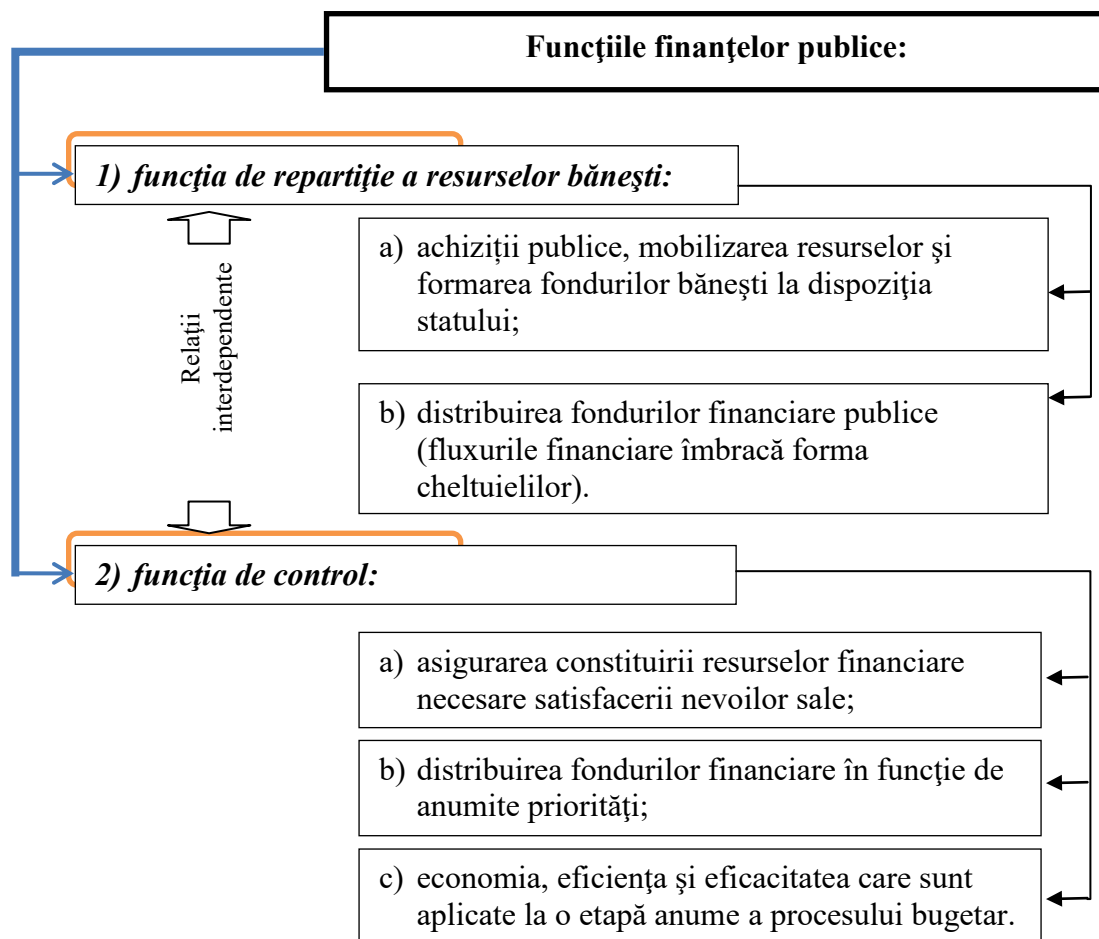 Funcţiile finanţelor publice:
1) funcţia de repartiţie a resurselor băneşti:
Relaţii
interdependente
a) achiziții publice, mobilizarea resurselor şi
formarea fondurilor băneşti la dispoziţia
statului;
b) distribuirea fondurilor financiare publice
(fluxurile financiare îmbracă forma
cheltuielilor).
2) funcţia de control:
a) asigurarea constituirii resurselor financiare
necesare satisfacerii nevoilor sale;
b) distribuirea fondurilor financiare în funcţie de
anumite priorităţi;
c) economia, eficienţa şi eficacitatea care sunt
aplicate la o etapă anume a procesului bugetar.